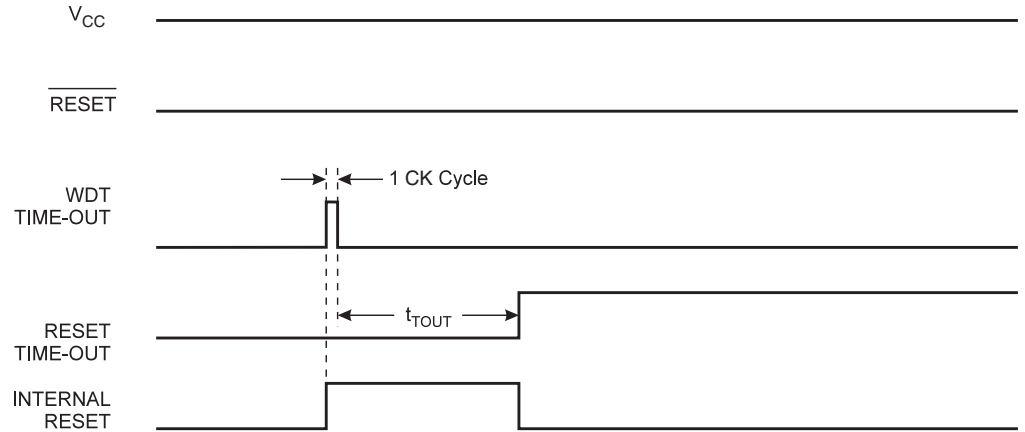 VCC
RESET
1 CK Cycle
WDT
TIME-OUT
tTOUT
RESET
TIME-OUT
INTERNAL
RESET